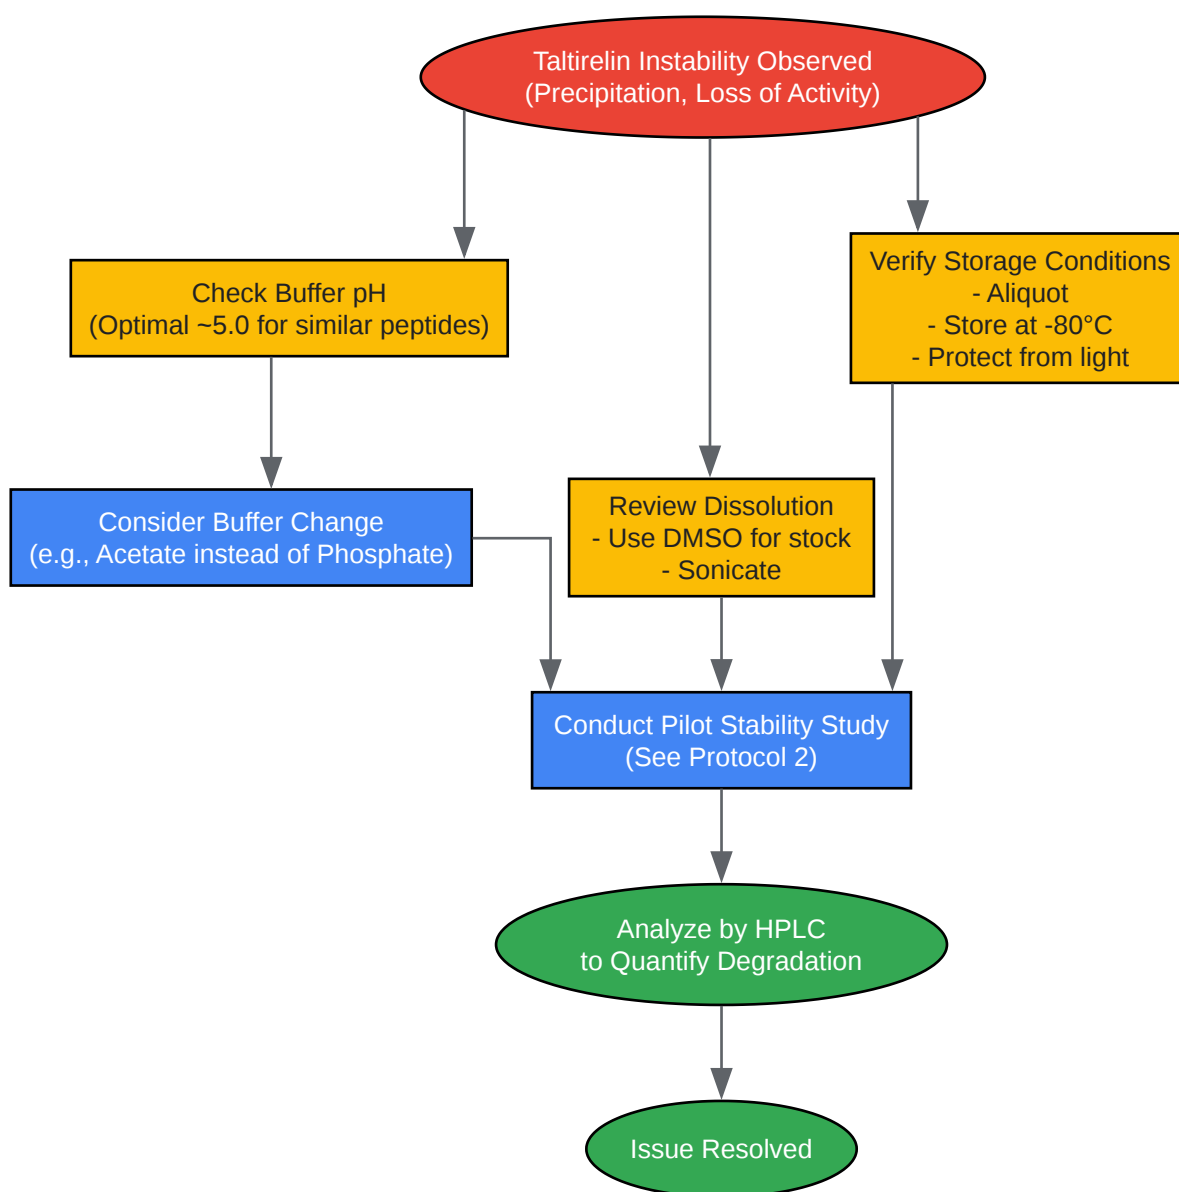 Taltirelin Instability Observed
(Precipitation, Loss of Activity)
Verify Storage Conditions
- Aliquot
- Store at -80°C
- Protect from light
Check Buffer pH
(Optimal ~5.0 for similar peptides)
Consider Buffer Change
(e.g., Acetate instead of Phosphate)
Review Dissolution
- Use DMSO for stock
- Sonicate
Conduct Pilot Stability Study
(See Protocol 2)
Analyze by HPLC
to Quantify Degradation
Issue Resolved